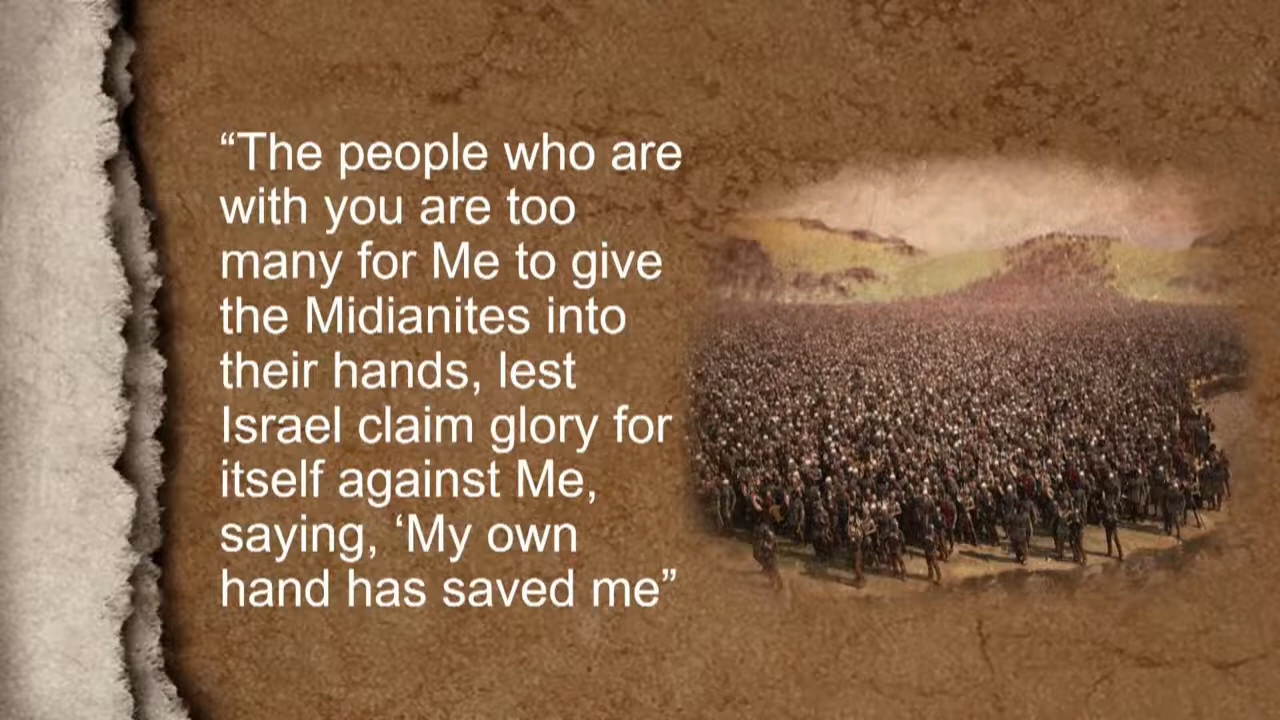 “The people who are
with you are too
many for Me to give
the Midianites into
their hands, lest
Israel claim glory for
itself against Me,
saying, ‘My own
hand has saved me”